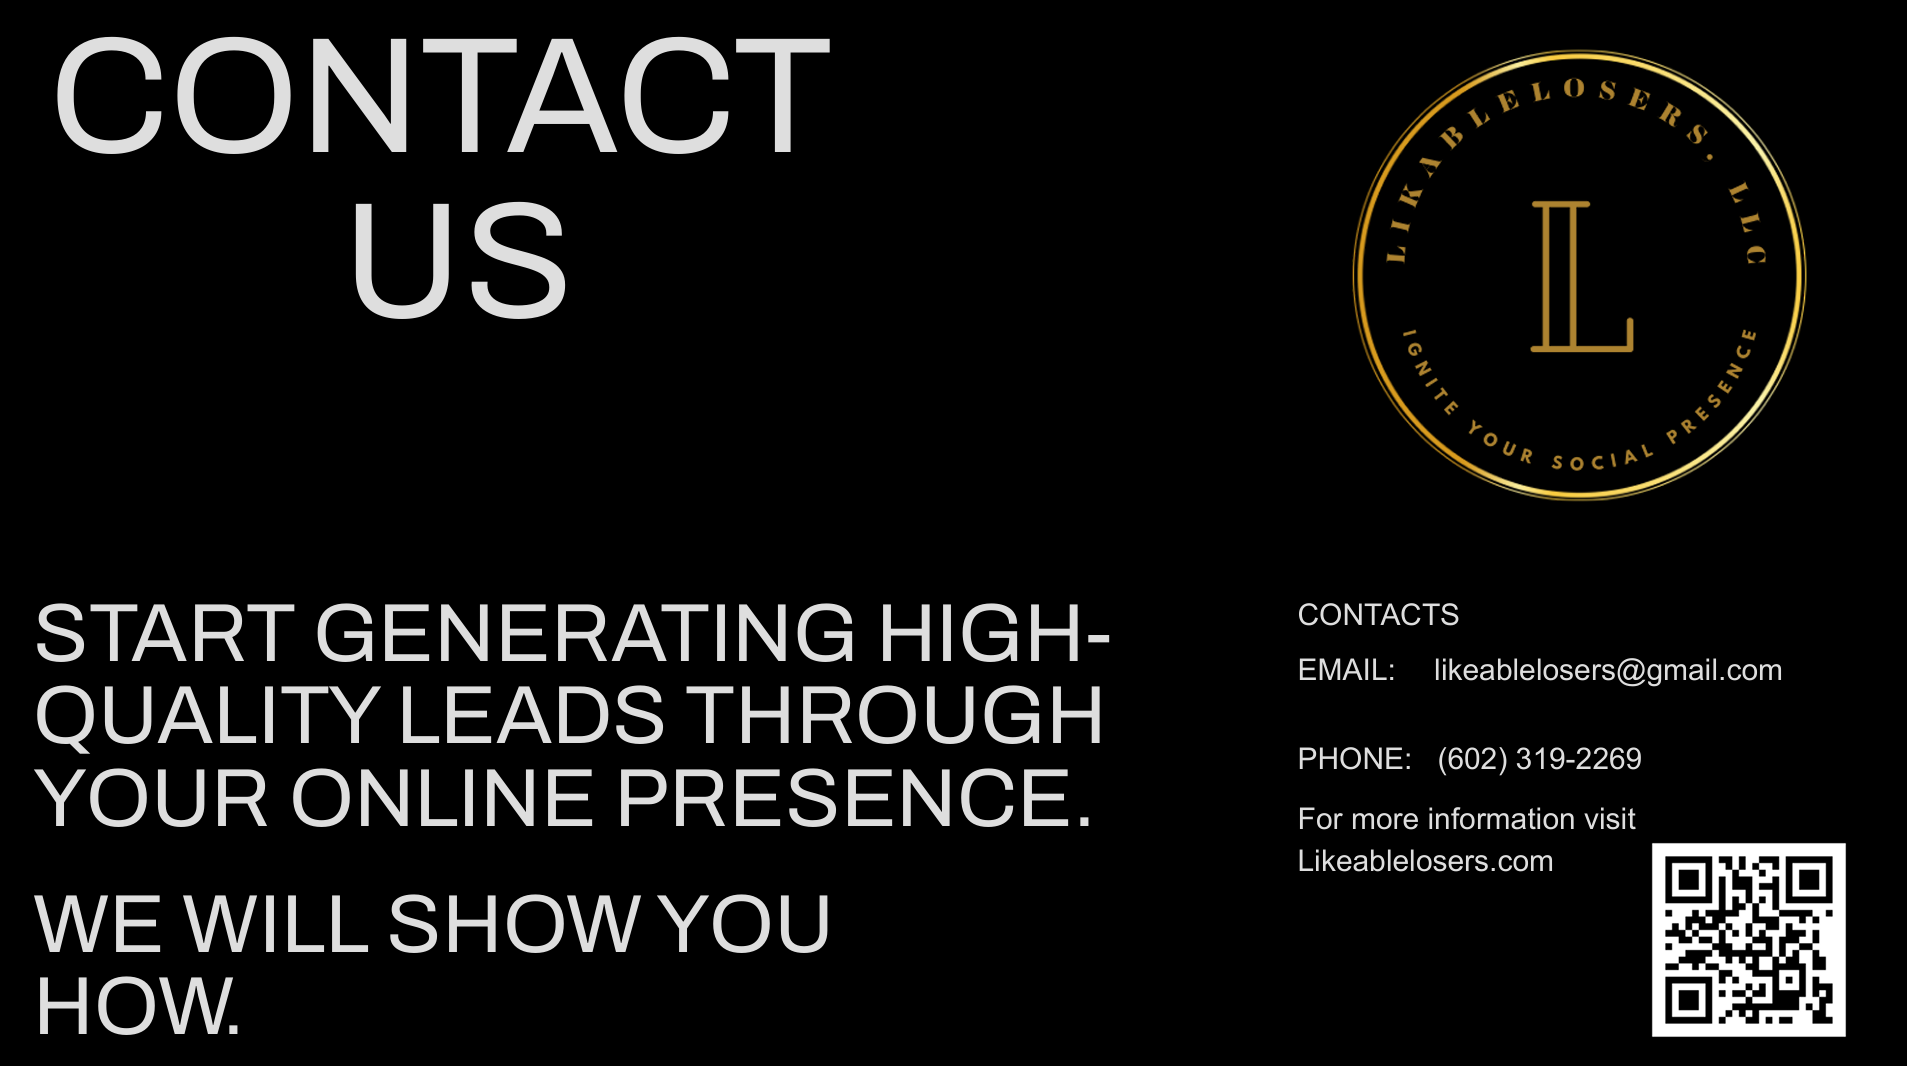 CONTACT
US
LIKABLELOSERS. LLC
L
IGNITE YOUR SOCIAL PRESENCE
START GENERATING HIGH-
QUALITY LEADS THROUGH
YOUR ONLINE PRESENCE.
WE WILL SHOW YOU
HOW.
CONTACTS
EMAIL: likeablelosers@gmail.com
PHONE: (602) 319-2269
For more information visit
Likeablelosers.com